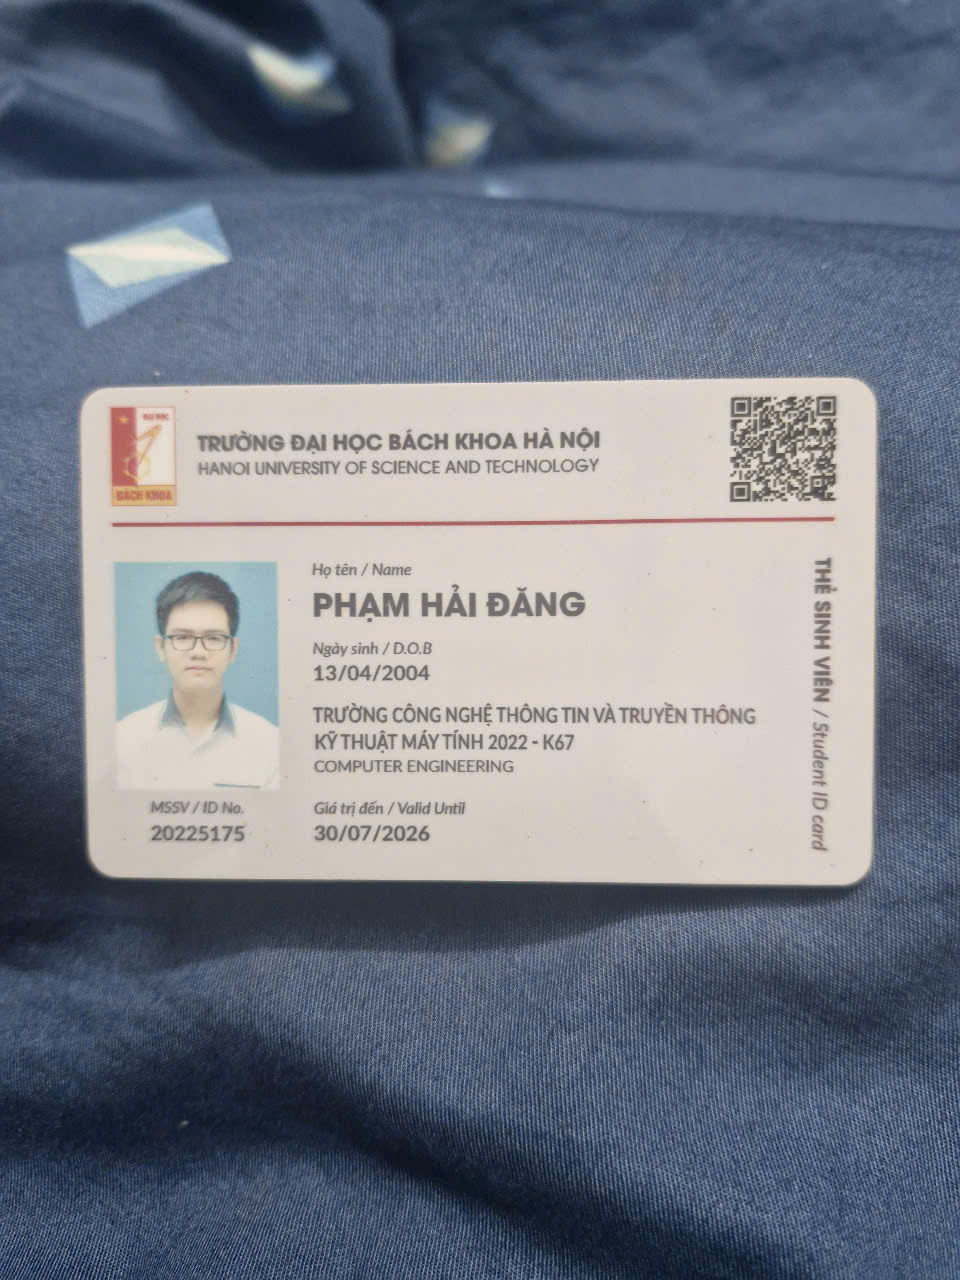 ĐẠI HỌC
BÁCH KHOA
TRƯỜNG ĐẠI HỌC BÁCH KHOA HÀ NỘI
HANOI UNIVERSITY OF SCIENCE AND TECHNOLOGY
Họ tên / Name
PHẠM HẢI ĐĂNG
Ngày sinh / D.O.B
13/04/2004
TRƯỜNG CÔNG NGHỆ THÔNG TIN VÀ TRUYỀN THÔNG
KỸ THUẬT MÁY TÍNH 2022 - K67
COMPUTER ENGINEERING
MSSV / ID No.
20225175
Giá trị đến / Valid Until
30/07/2026
THẺ SINH VIÊN / Student ID card